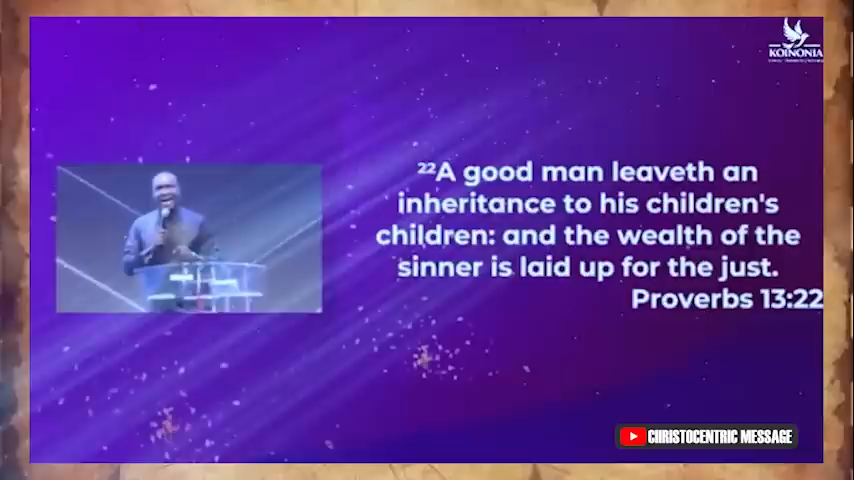 KOINONIA
²²A good man leaveth an
inheritance to his children's
children: and the wealth of the
sinner is laid up for the just.
Proverbs 13:22
CHRISTOCENTRIC MESSAGE